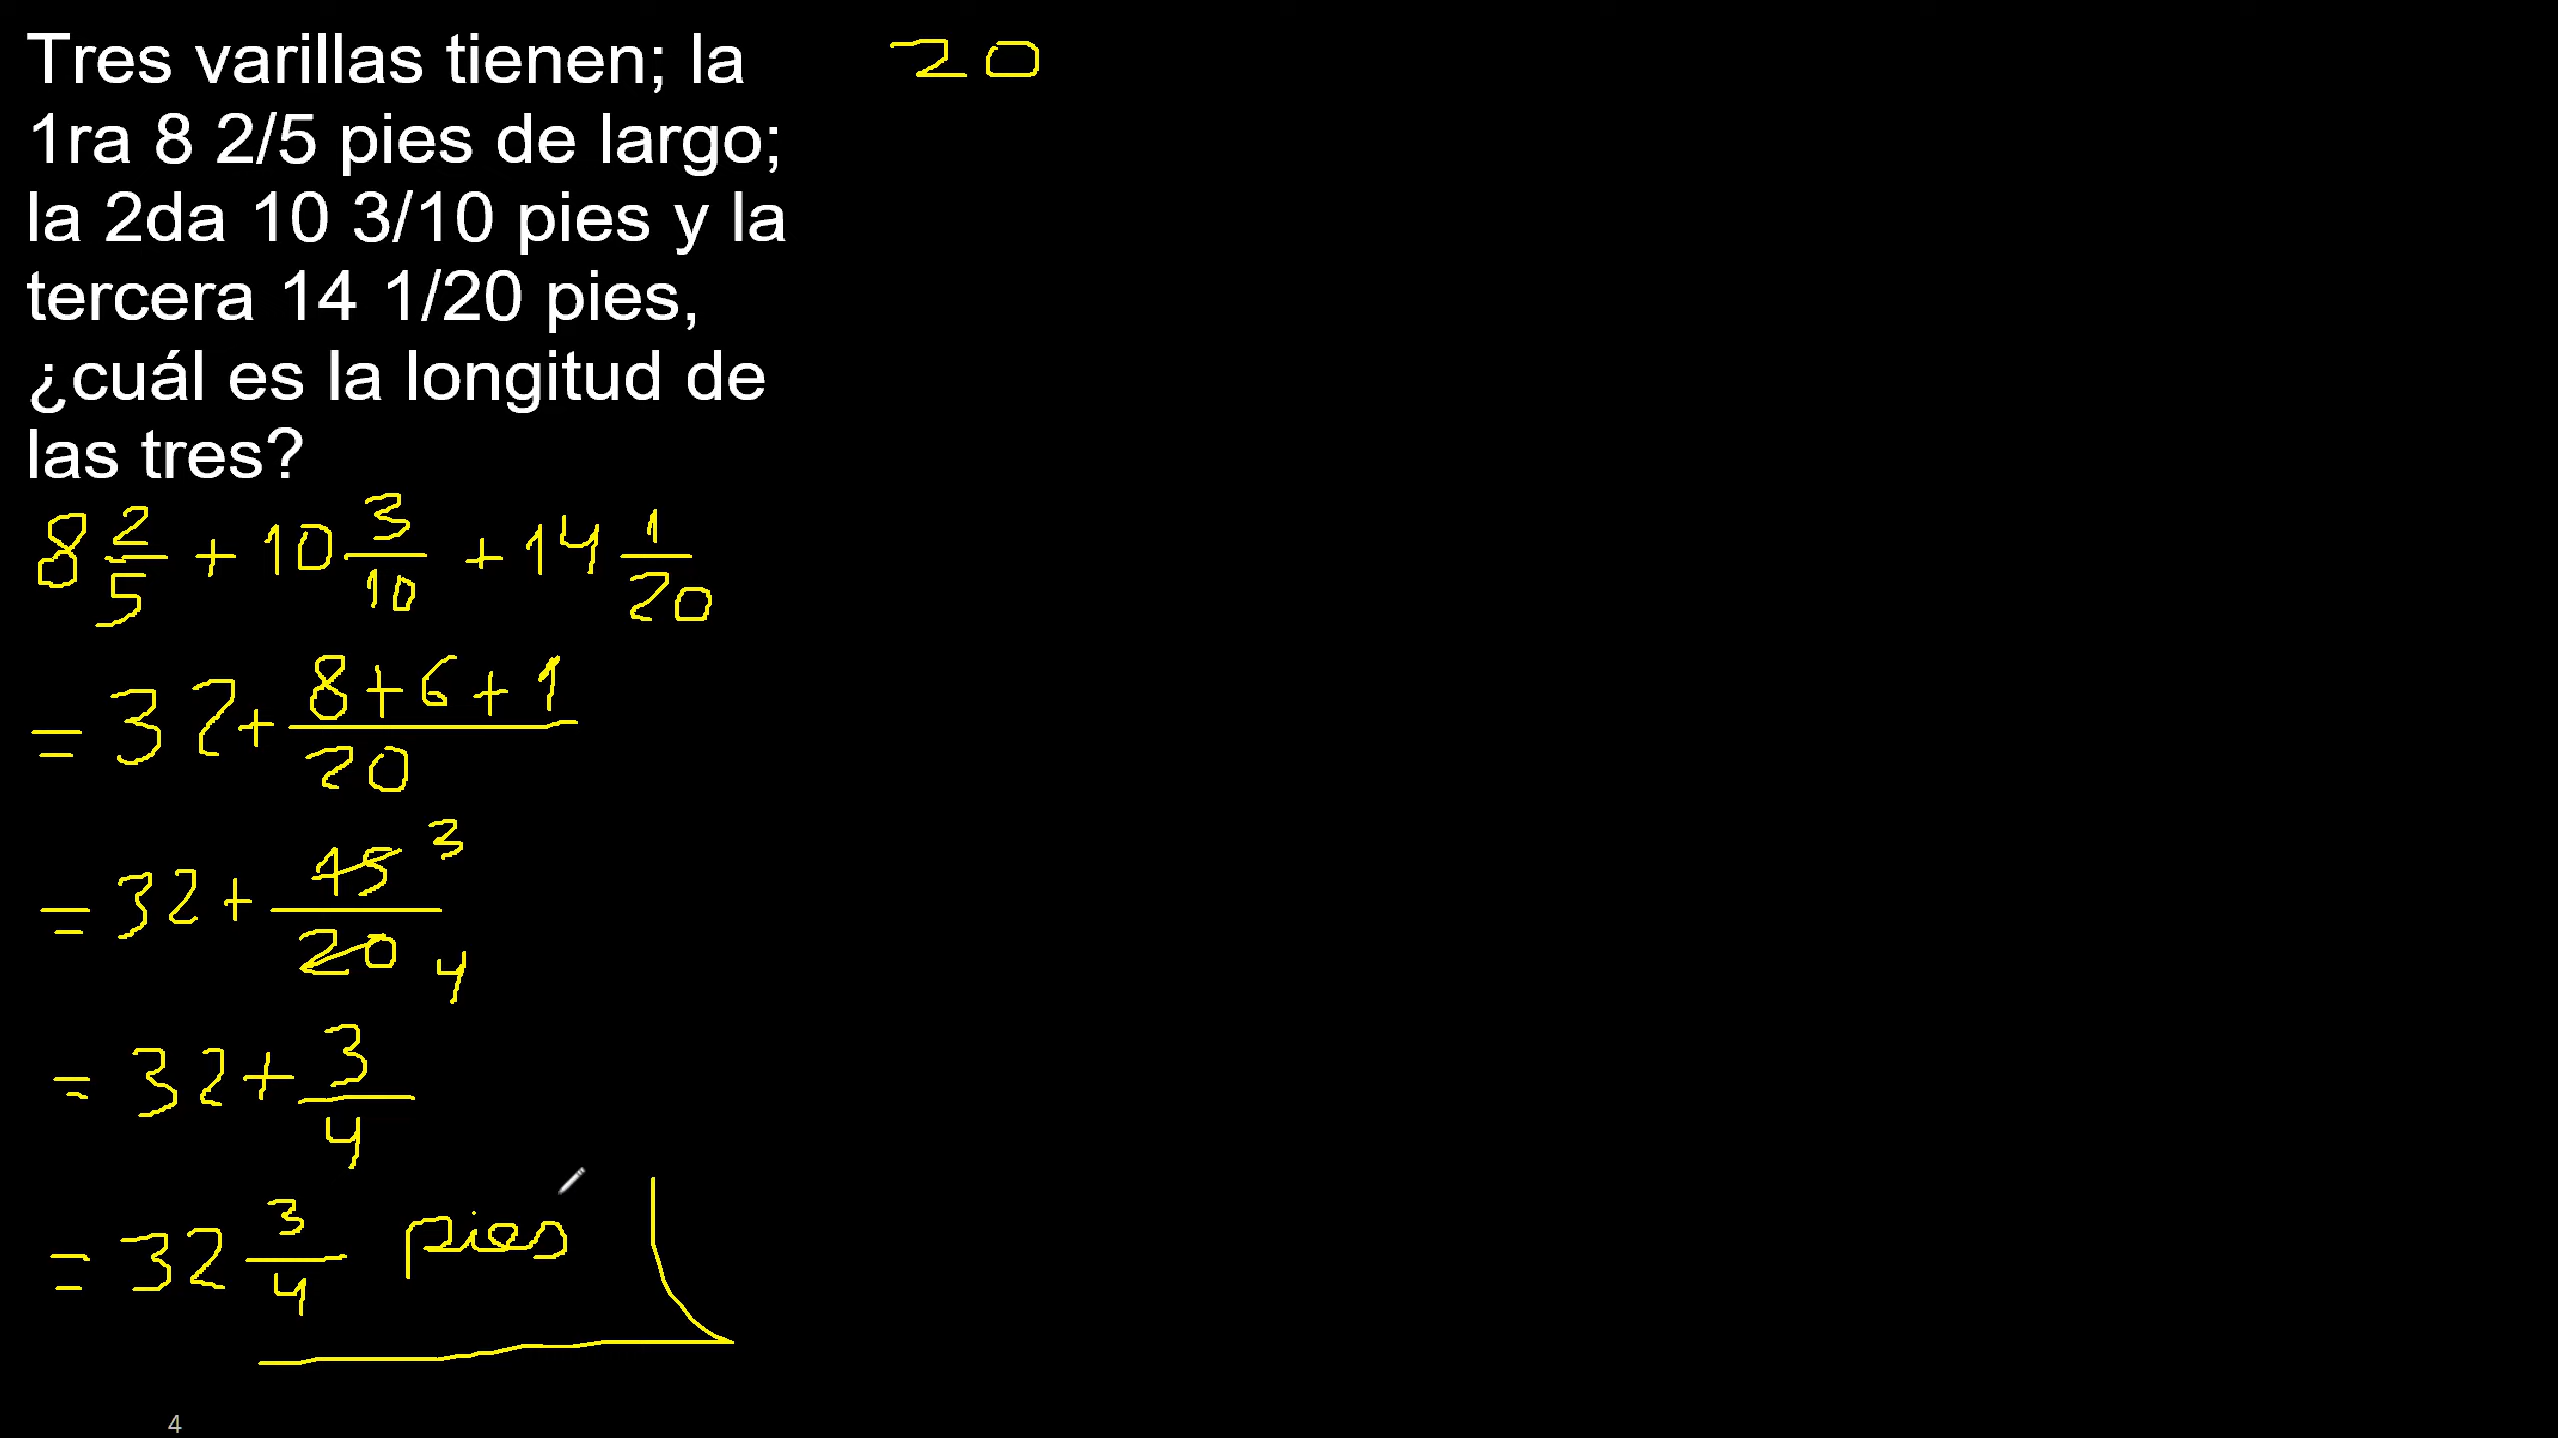 Tres varillas tienen; la
1ra 8 2/5 pies de largo;
la 2da 10 3/10 pies y la
tercera 14 1/20 pies,
¿cuál es la longitud de
las tres?
20
8 2/5 + 10 3/10 + 14 1/20
= 32 + (8+6+1)/20
= 32 + 15/20 3 4
= 32 + 3/4
= 32 3/4 pies
4